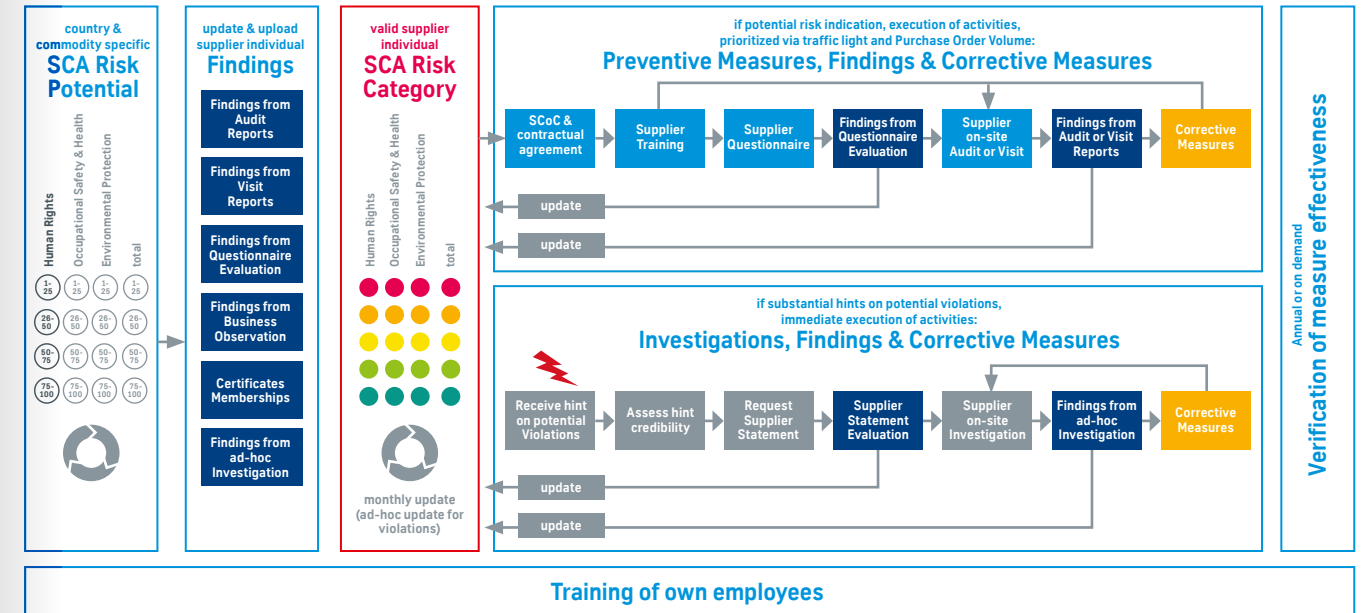 country &
commodity specific
SCA Risk
Potential
Human Rights
Occupational Safety & Health
Environmental Protection
total
1-
25
1-
25
1-
25
1-
25
26-
50
26-
50
26-
50
26-
50
50-
75
50-
75
50-
75
50-
75
75-
100
75-
100
75-
100
75-
100
update & upload
supplier individual
Findings
Findings from
Audit
Reports
Findings from
Visit
Reports
Findings from
Questionnaire
Evaluation
Findings from
Business
Observation
Certificates
Memberships
Findings from
ad-hoc
Investigation
valid supplier
individual
SCA Risk
Category
Human Rights
Occupational Safety & Health
Environmental Protection
total
monthly update
(ad-hoc update for
violations)
if potential risk indication, execution of activities,
prioritized via traffic light and Purchase Order Volume:
Preventive Measures, Findings & Corrective Measures
SCoC &
contractual
agreement
Supplier
Training
Supplier
Questionnaire
Findings from
Questionnaire
Evaluation
Supplier
on-site
Audit or Visit
Findings from
Audit or Visit
Reports
Corrective
Measures
update
update
if substantial hints on potential violations,
immediate execution of activities:
Investigations, Findings & Corrective Measures
Receive hint
on potential
Violations
Assess hint
credibility
Request
Supplier
Statement
Supplier
Statement
Evaluation
Supplier
on-site
Investigation
Findings from
ad-hoc
Investigation
Corrective
Measures
update
update
Annual or on demand
Verification of measure effectiveness
Training of own employees